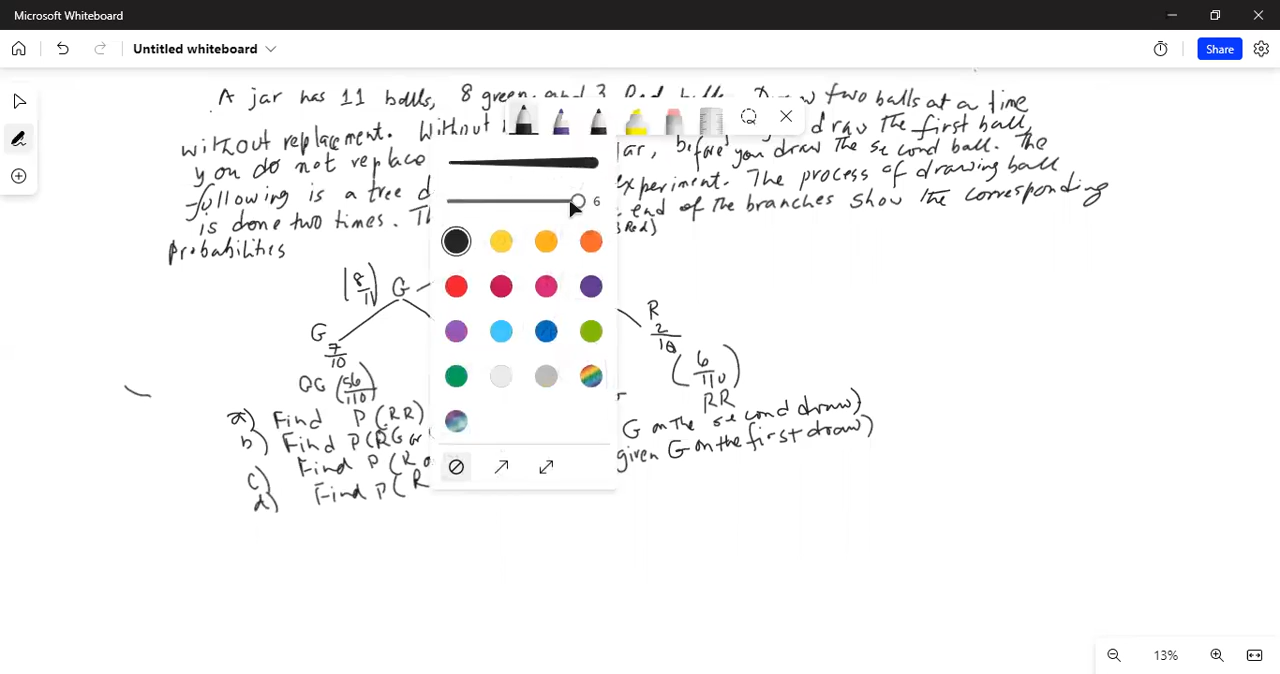 Microsoft Whiteboard
Untitled whiteboard
Share
A jar has 11 balls, 8 green and 3 Red balls. Draw two balls at a time
without replacement. Without draw the first ball,
you do not replace jar, before you draw the second ball. The
following is a tree experiment. The process of drawing ball
is done two times. end of the branches show the corresponding
probabilities
6
(8/11) G
R
G
7/10
2/10
GG (56/110)
(6/110)
RR
a) Find P(RR)
b) Find P(RG or
c) Find P(R G on the second draw)
d) Find P(R given G on the first draw)
13%